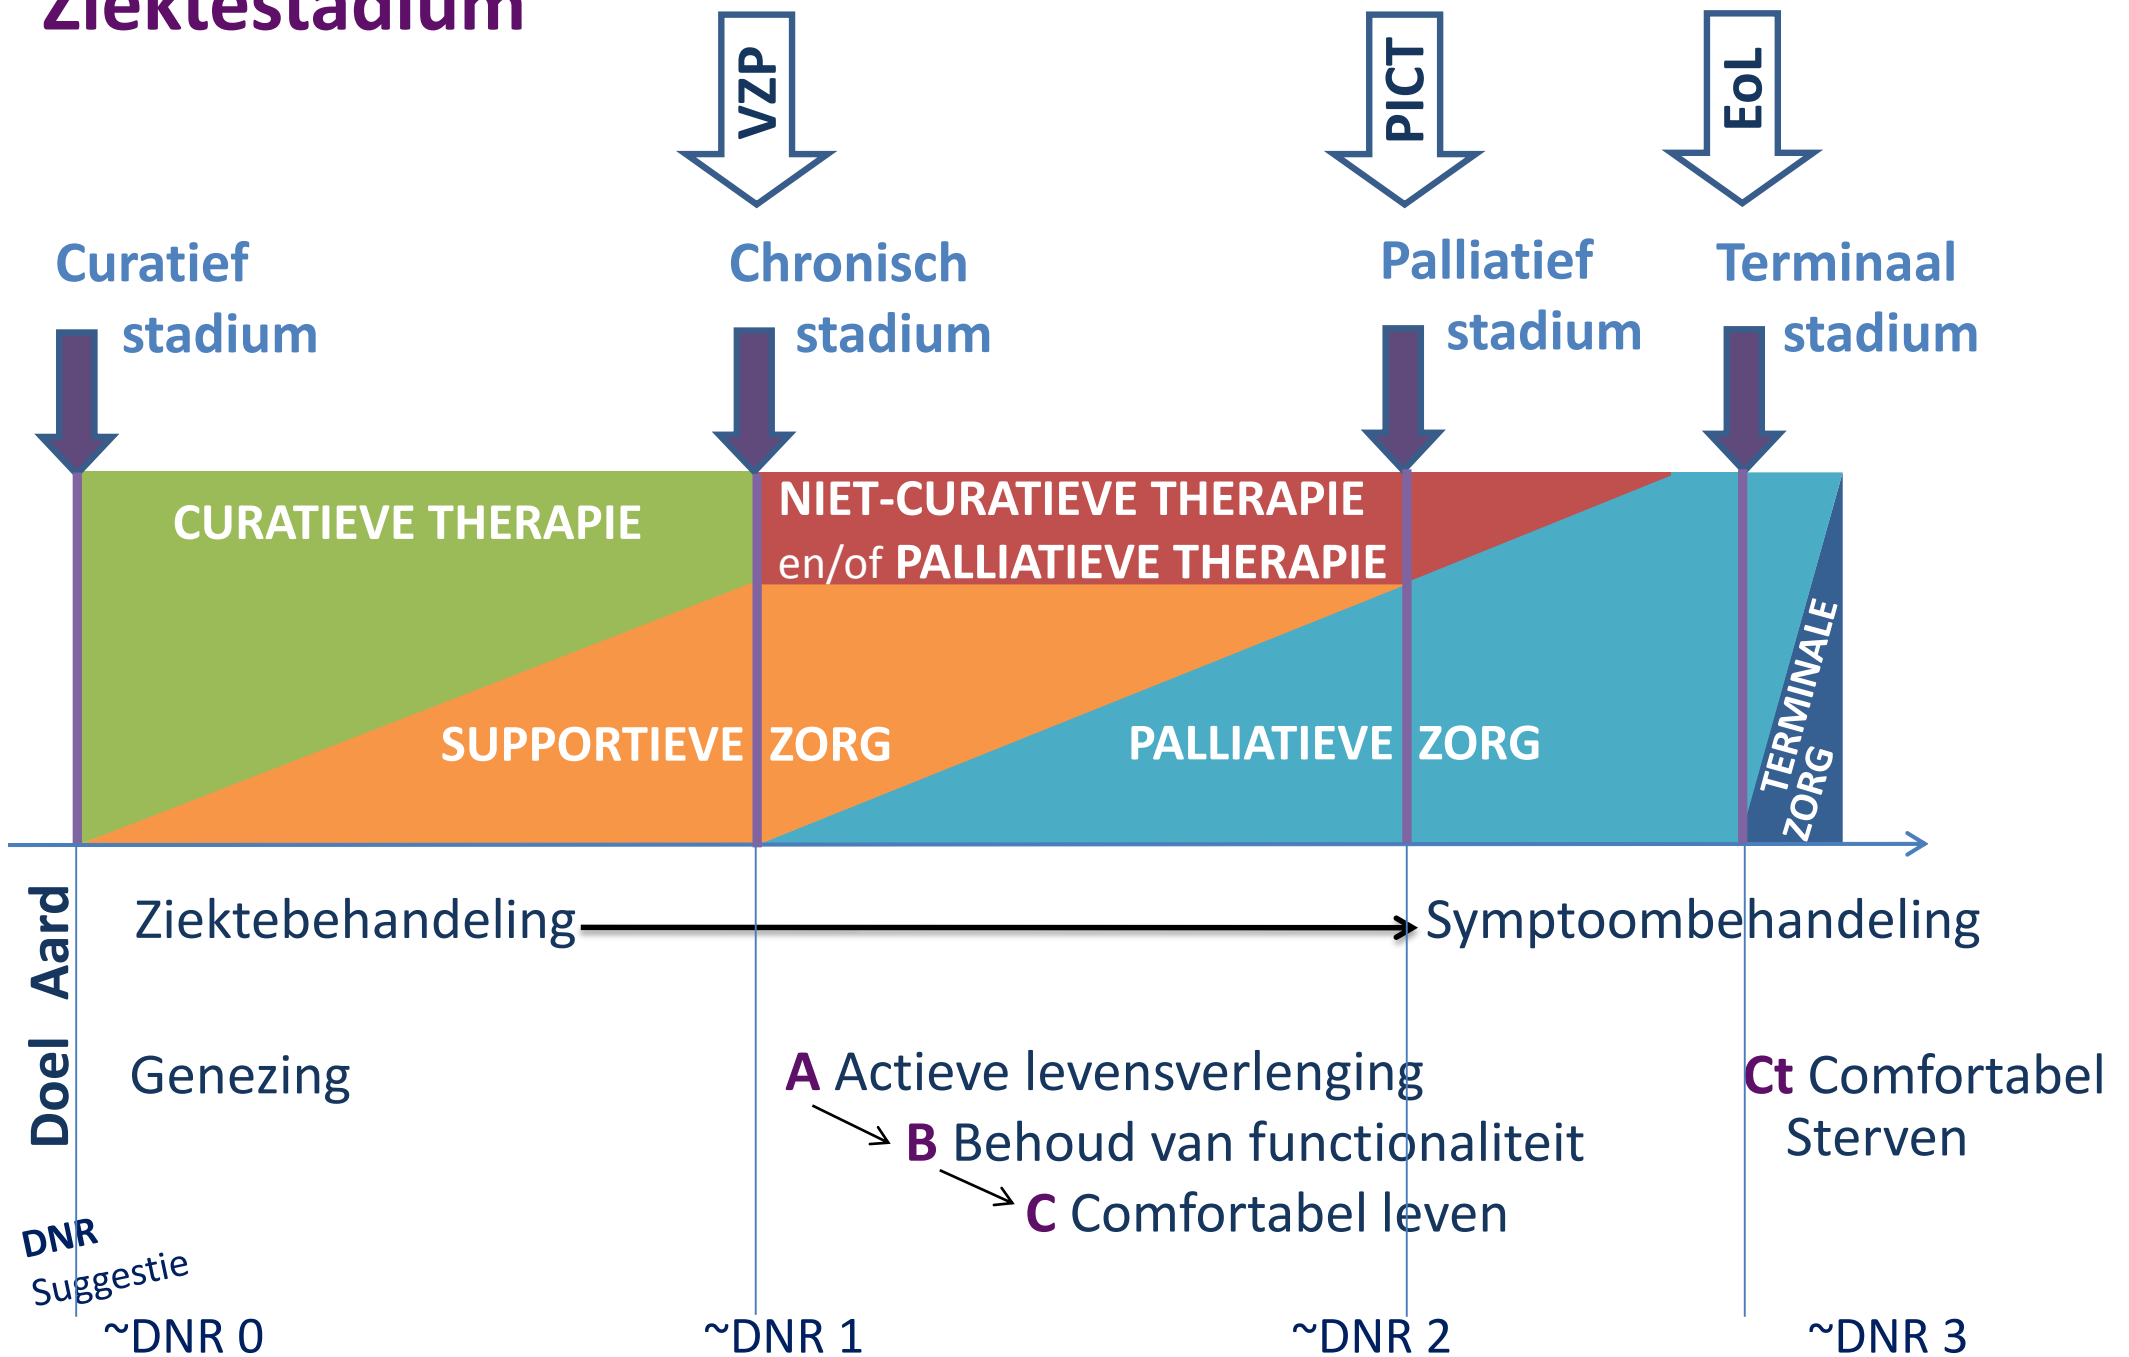 Ziektestadium
VZP
PICT
EoL
Curatief
stadium
Chronisch
stadium
Palliatief
stadium
Terminaal
stadium
CURATIEVE THERAPIE
NIET-CURATIEVE THERAPIE
en/of PALLIATIEVE THERAPIE
SUPPORTIEVE ZORG
PALLIATIEVE ZORG
TERMINALE
ZORG
Aard
Ziektebehandeling
Symptoombehandeling
Doel
Genezing
A Actieve levensverlenging
B Behoud van functionaliteit
C Comfortabel leven
Ct Comfortabel
Sterven
DNR
Suggestie
~DNR 0
~DNR 1
~DNR 2
~DNR 3